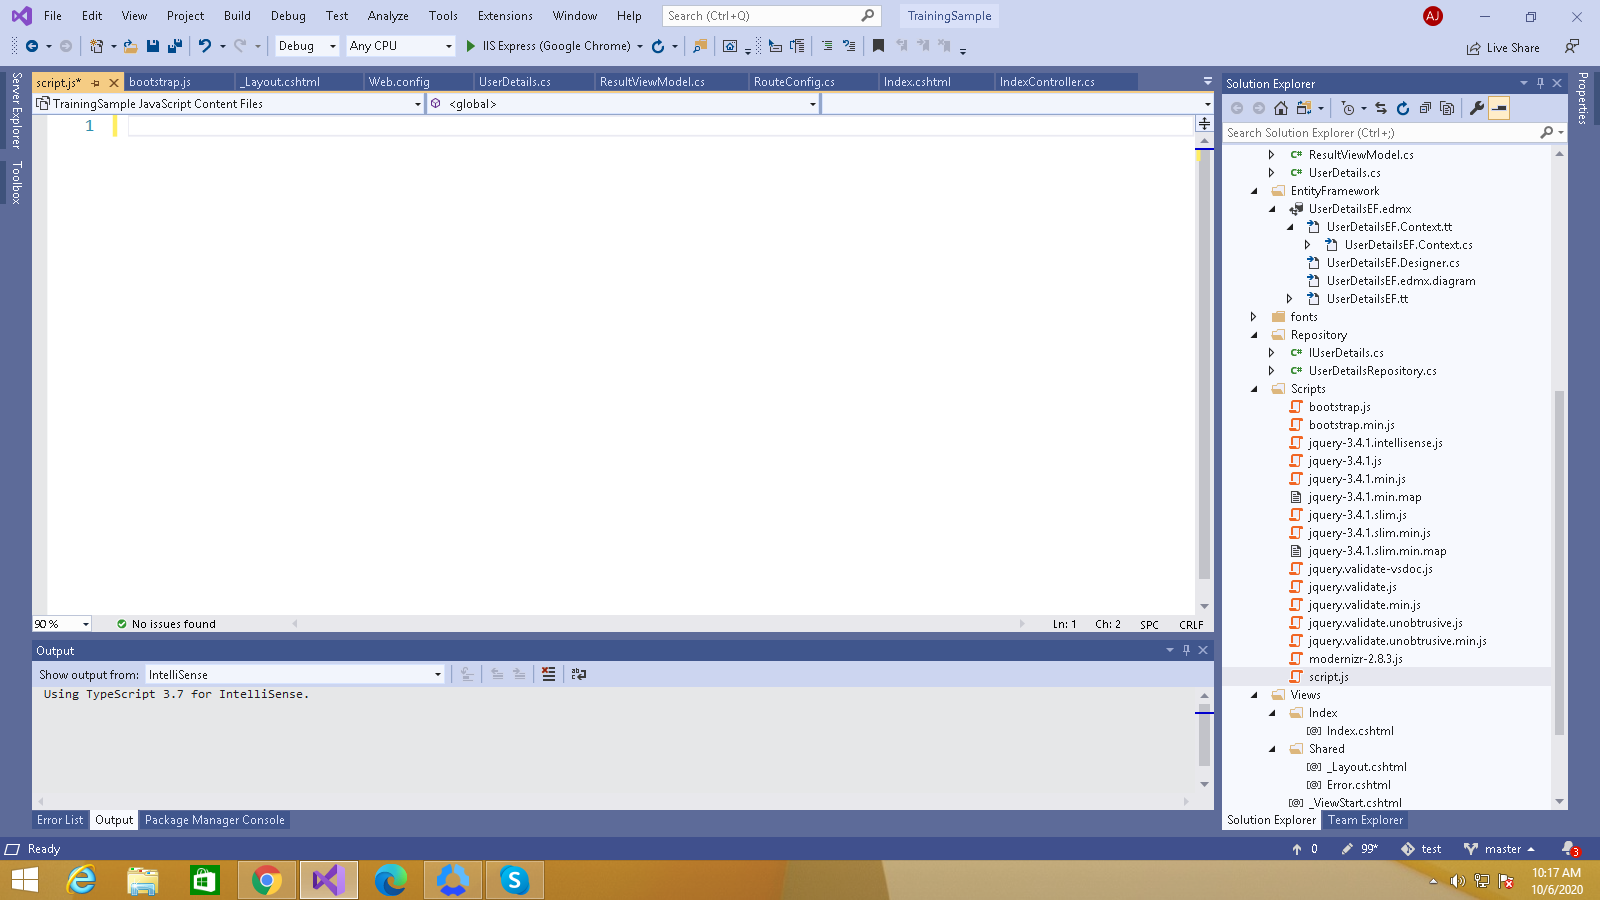 File Edit View Project Build Debug Test Analyze Tools Extensions Window Help Search (Ctrl+Q) TrainingSample AJ
Debug Any CPU IIS Express (Google Chrome) Live Share
Server Explorer
Toolbox
script.js* bootstrap.js _Layout.cshtml Web.config UserDetails.cs ResultViewModel.cs RouteConfig.cs Index.cshtml IndexController.cs
TrainingSample JavaScript Content Files <global>
1
90 % No issues found Ln: 1 Ch: 2 SPC CRLF
Output
Show output from: IntelliSense
Using TypeScript 3.7 for IntelliSense.
Error List Output Package Manager Console
Solution Explorer
Search Solution Explorer (Ctrl+;)
C# ResultViewModel.cs
C# UserDetails.cs
EntityFramework
UserDetailsEF.edmx
UserDetailsEF.Context.tt
UserDetailsEF.Context.cs
UserDetailsEF.Designer.cs
UserDetailsEF.edmx.diagram
UserDetailsEF.tt
fonts
Repository
C# IUserDetails.cs
C# UserDetailsRepository.cs
Scripts
bootstrap.js
bootstrap.min.js
jquery-3.4.1.intellisense.js
jquery-3.4.1.js
jquery-3.4.1.min.js
jquery-3.4.1.min.map
jquery-3.4.1.slim.js
jquery-3.4.1.slim.min.js
jquery-3.4.1.slim.min.map
jquery.validate-vsdoc.js
jquery.validate.js
jquery.validate.min.js
jquery.validate.unobtrusive.js
jquery.validate.unobtrusive.min.js
modernizr-2.8.3.js
script.js
Views
Index
[@] Index.cshtml
Shared
[@] _Layout.cshtml
[@] Error.cshtml
[@] _ViewStart.cshtml
Solution Explorer Team Explorer
Properties
Ready 0 99* test master 3
10:17 AM
10/6/2020